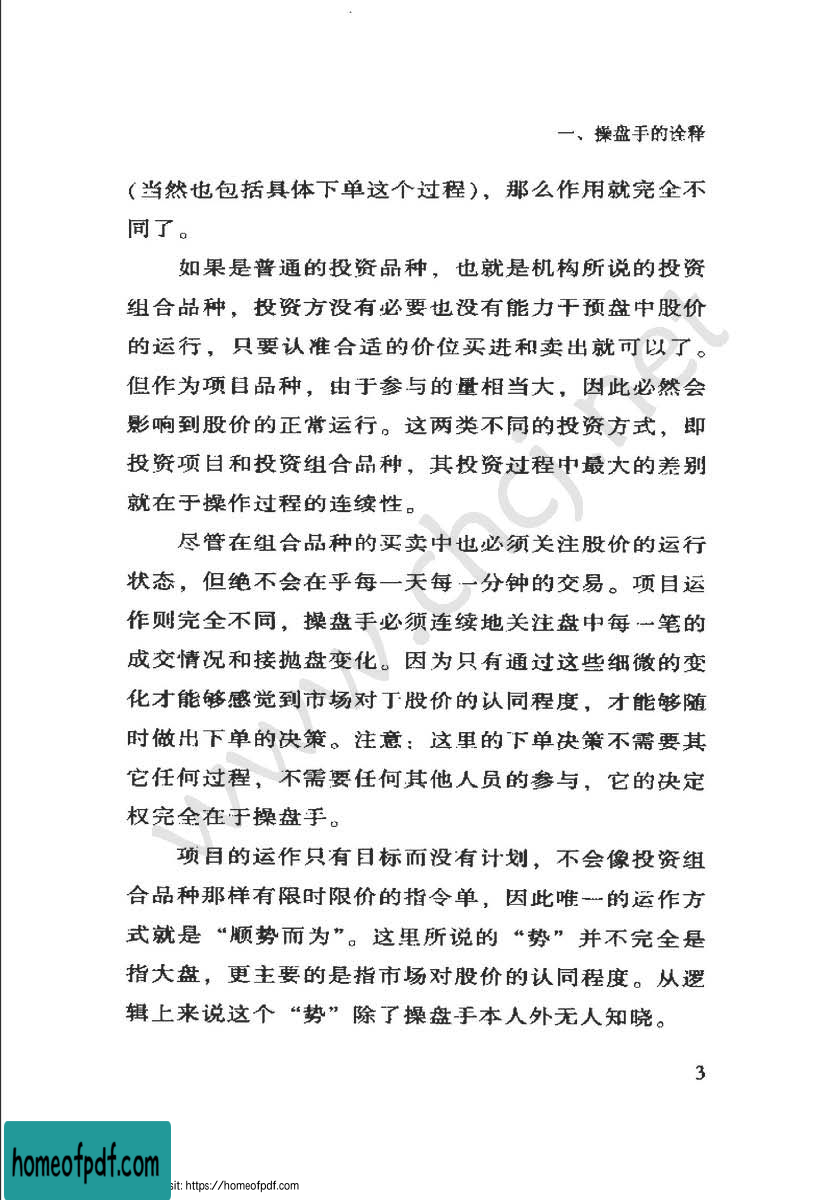 一、操盘手的诠释
(当然也包括具体下单这个过程)，那么作用就完全不
同了。
如果是普通的投资品种，也就是机构所说的投资
组合品种，投资方没有必要也没有能力干预盘中股价
的运行，只要认准合适的价位买进和卖出就可以了。
但作为项目品种，由于参与的量相当大，因此必然会
影响到股价的正常运行。这两类不同的投资方式，即
投资项目和投资组合品种，其投资过程中最大的差别
就在于操作过程的连续性。
尽管在组合品种的买卖中也必须关注股价的运行
状态，但绝不会在乎每一天每一分钟的交易。项目运
作则完全不同，操盘手必须连续地关注盘中每一笔的
成交情况和接抛盘变化。因为只有通过这些细微的变
化才能够感觉到市场对于股价的认同程度，才能够随
时做出下单的决策。注意：这里的下单决策不需要其
它任何过程，不需要任何其他人员的参与，它的决定
权完全在于操盘手。
项目的运作只有目标而没有计划，不会像投资组
合品种那样有限时限价的指令单，因此唯一的运作方
式就是“顺势而为”。这里所说的“势”并不完全是
指大盘，更主要的是指市场对股价的认同程度。从逻
辑上来说这个“势”除了操盘手本人外无人知晓。
3
www.chcj.net
homeofpdf.com
sit: https://homeofpdf.com